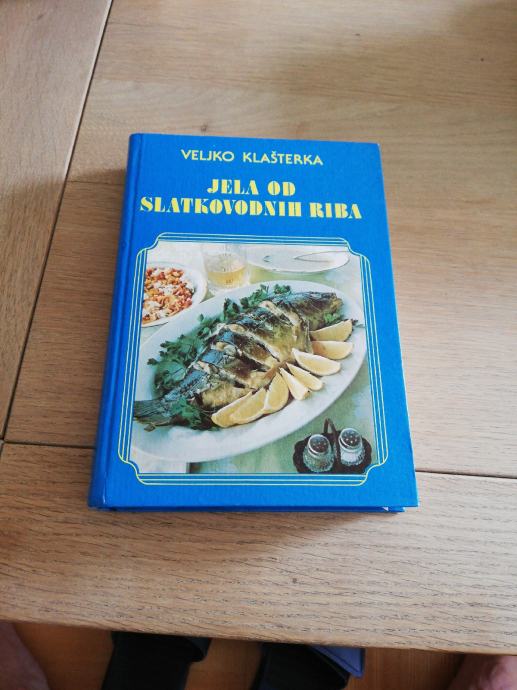 VELJKO KLAŠTERKA
JELA OD
SLATKOVODNIH RIBA